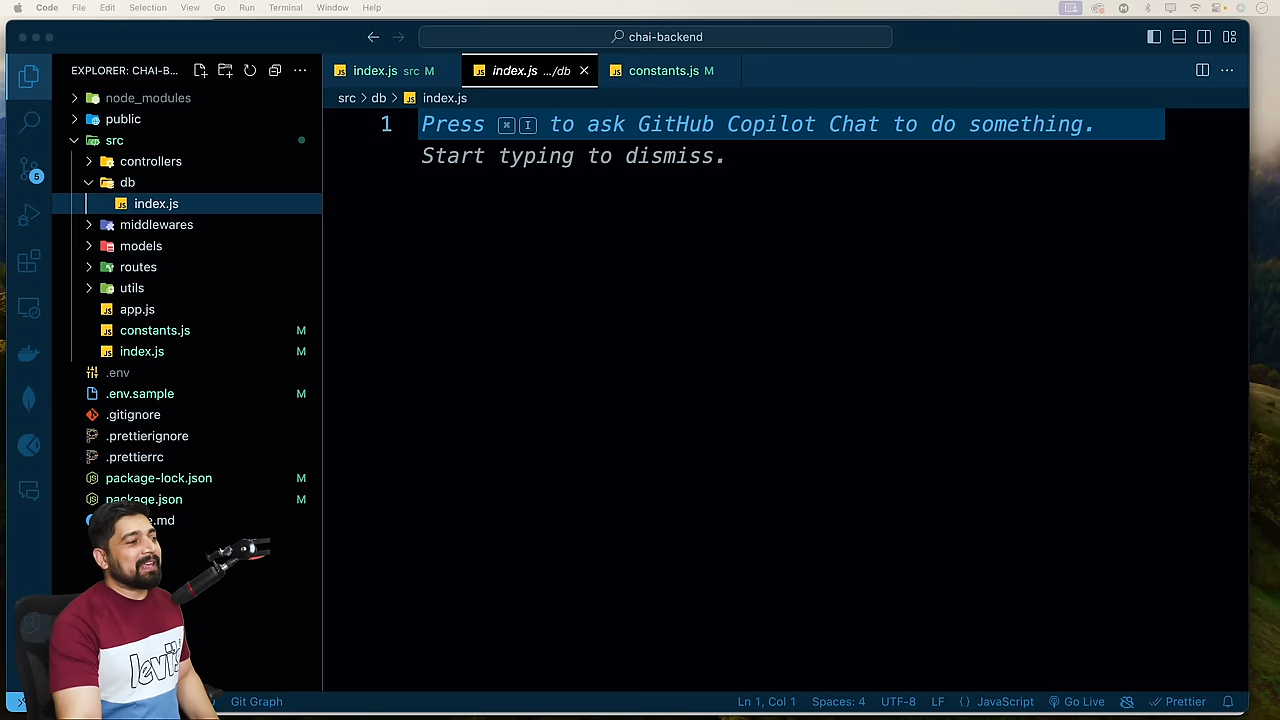 Code File Edit Selection View Go Run Terminal Window Help
chai-backend
EXPLORER: CHAI-B...
index.js src M
index.js .../db
constants.js M
src > db > index.js
node_modules
public
src
controllers
db
index.js
middlewares
models
routes
utils
app.js
constants.js M
index.js M
.env
.env.sample M
.gitignore
.prettierignore
.prettierrc
package-lock.json M
package.json M
.md
5
1
Press ⌘ I to ask GitHub Copilot Chat to do something.
Start typing to dismiss.
levi's
Git Graph
Ln 1, Col 1 Spaces: 4 UTF-8 LF {} JavaScript Go Live Prettier